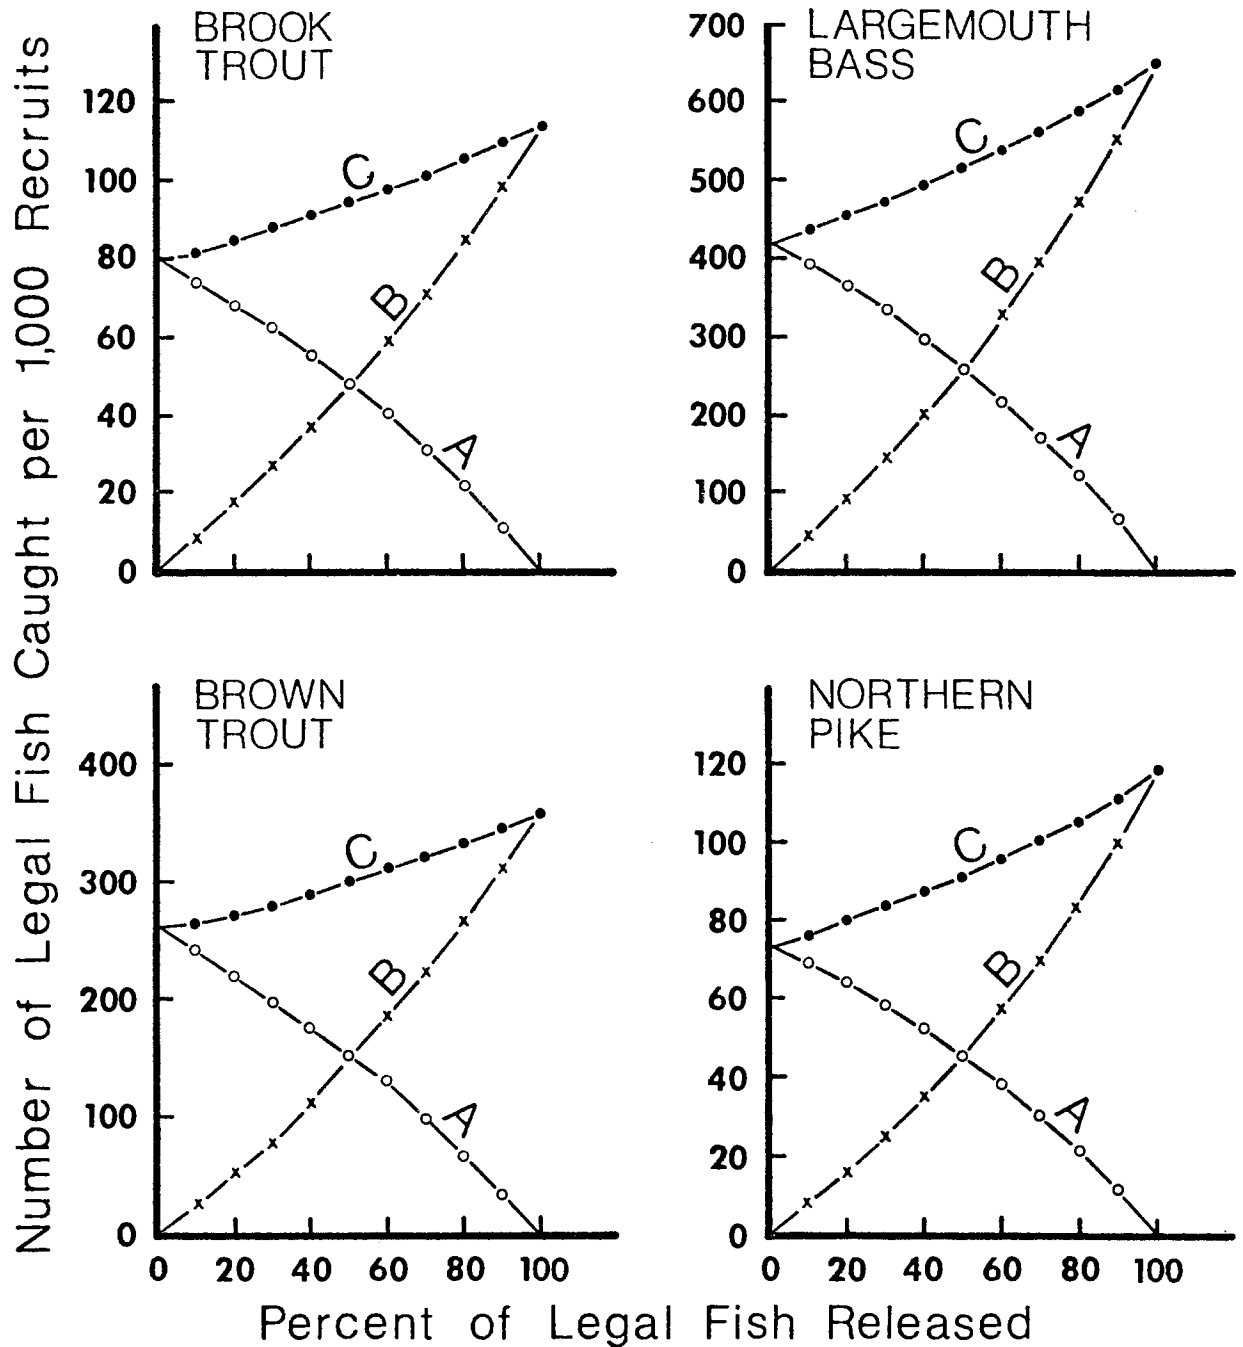 Number of Legal Fish Caught per 1,000 Recruits
BROOK
TROUT
120
100
80
60
40
20
0
C
B
A
LARGEMOUTH
BASS
700
600
500
400
300
200
100
0
C
B
A
BROWN
TROUT
400
300
200
100
0
C
B
A
0 20 40 60 80 100
NORTHERN
PIKE
120
100
80
60
40
20
0
C
B
A
0 20 40 60 80 100
Percent of Legal Fish Released